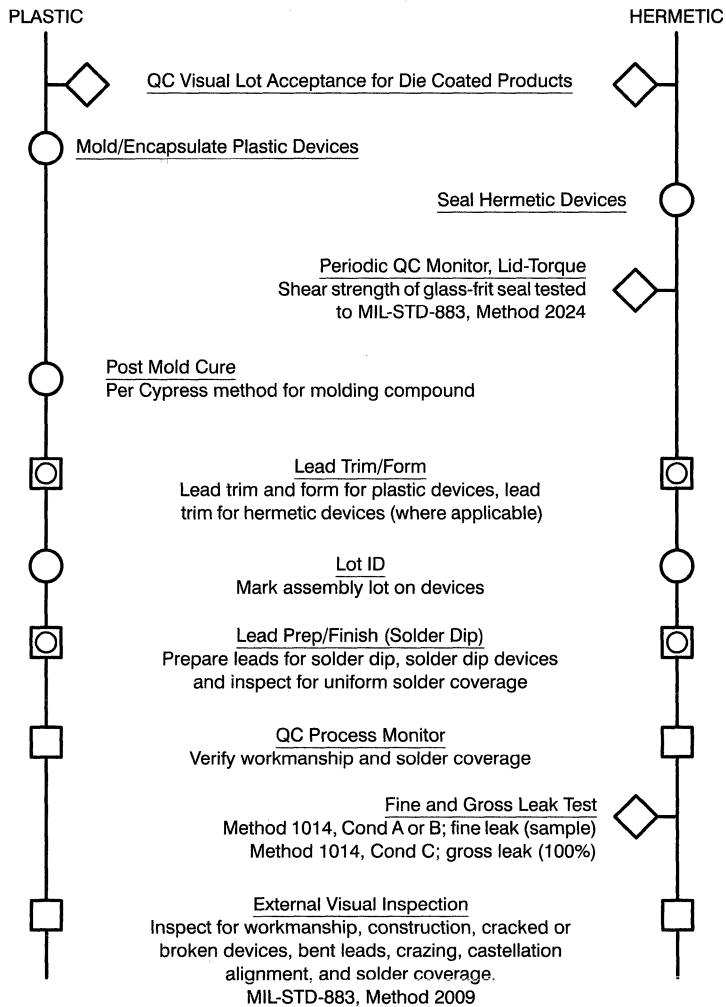 PLASTIC
HERMETIC
QC Visual Lot Acceptance for Die Coated Products
Mold/Encapsulate Plastic Devices
Seal Hermetic Devices
Periodic QC Monitor, Lid-Torque
Shear strength of glass-frit seal tested
to MIL-STD-883, Method 2024
Post Mold Cure
Per Cypress method for molding compound
Lead Trim/Form
Lead trim and form for plastic devices, lead
trim for hermetic devices (where applicable)
Lot ID
Mark assembly lot on devices
Lead Prep/Finish (Solder Dip)
Prepare leads for solder dip, solder dip devices
and inspect for uniform solder coverage
QC Process Monitor
Verify workmanship and solder coverage
Fine and Gross Leak Test
Method 1014, Cond A or B; fine leak (sample)
Method 1014, Cond C; gross leak (100%)
External Visual Inspection
Inspect for workmanship, construction, cracked or
broken devices, bent leads, crazing, castellation
alignment, and solder coverage.
MIL-STD-883, Method 2009